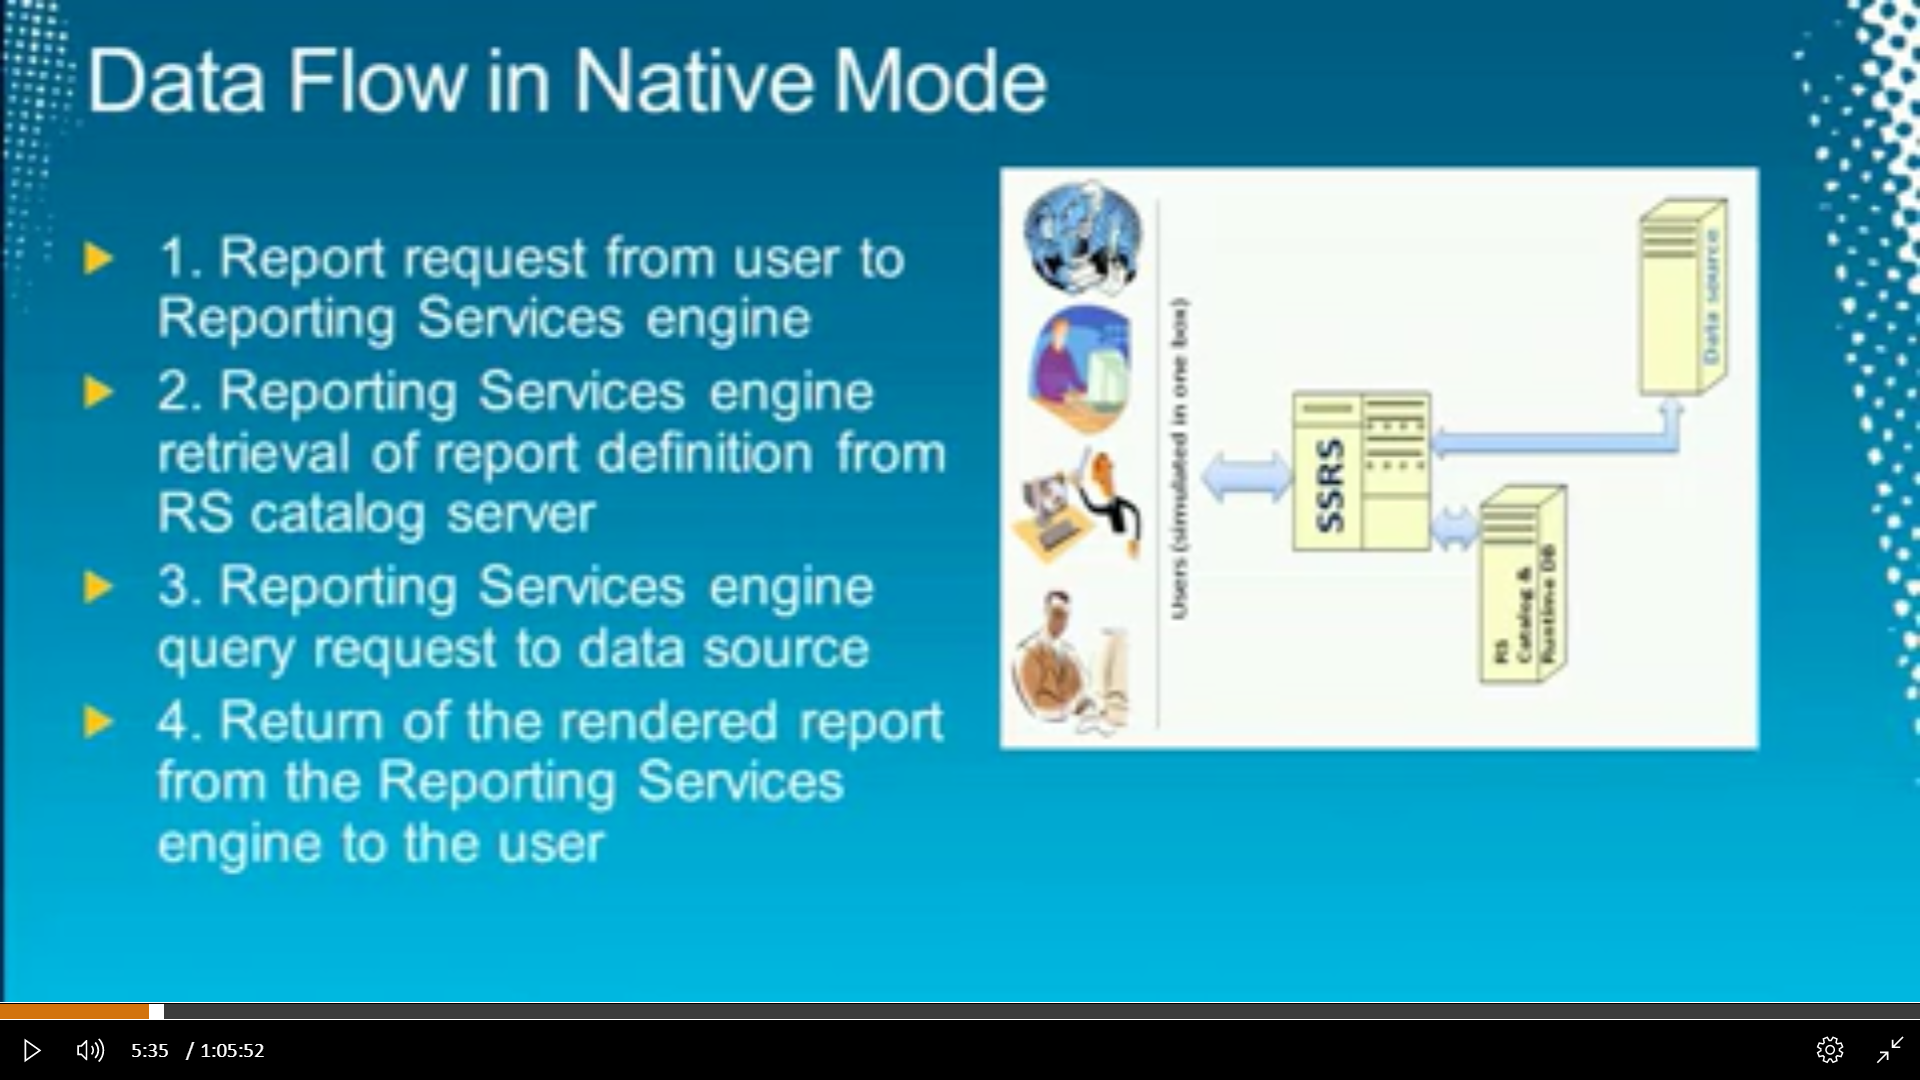 Data Flow in Native Mode
1. Report request from user to
Reporting Services engine
2. Reporting Services engine
retrieval of report definition from
RS catalog server
3. Reporting Services engine
query request to data source
4. Return of the rendered report
from the Reporting Services
engine to the user
Users (simulated in one box)
SSRS
RS
Catalog &
Runtime DB
Data source
5:35 / 1:05:52